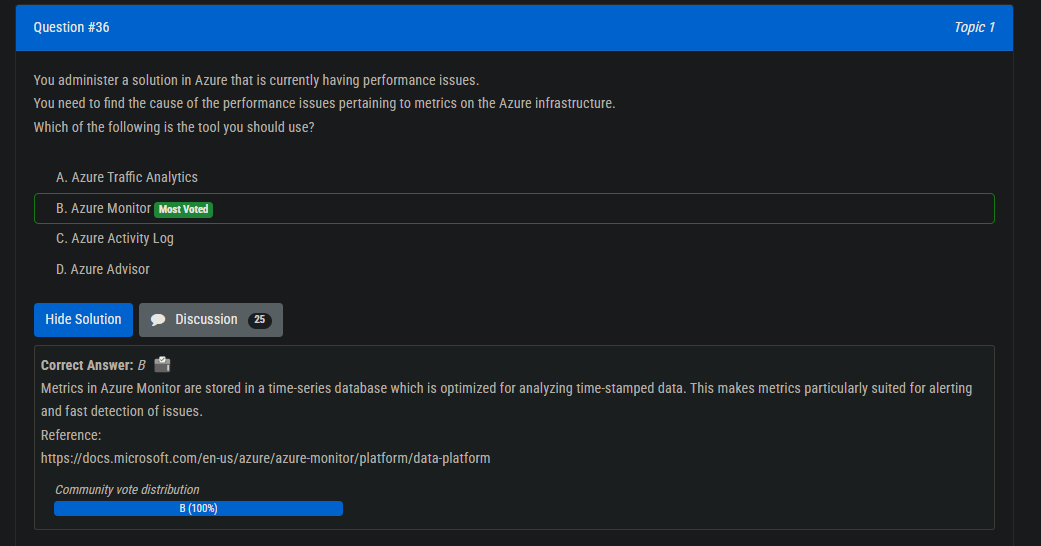 Question #36
Topic 1
You administer a solution in Azure that is currently having performance issues.
You need to find the cause of the performance issues pertaining to metrics on the Azure infrastructure.
Which of the following is the tool you should use?
A. Azure Traffic Analytics
B. Azure Monitor Most Voted
C. Azure Activity Log
D. Azure Advisor
Hide Solution Discussion 25
Correct Answer: B
Metrics in Azure Monitor are stored in a time-series database which is optimized for analyzing time-stamped data. This makes metrics particularly suited for alerting
and fast detection of issues.
Reference:
https://docs.microsoft.com/en-us/azure/azure-monitor/platform/data-platform
Community vote distribution
B (100%)